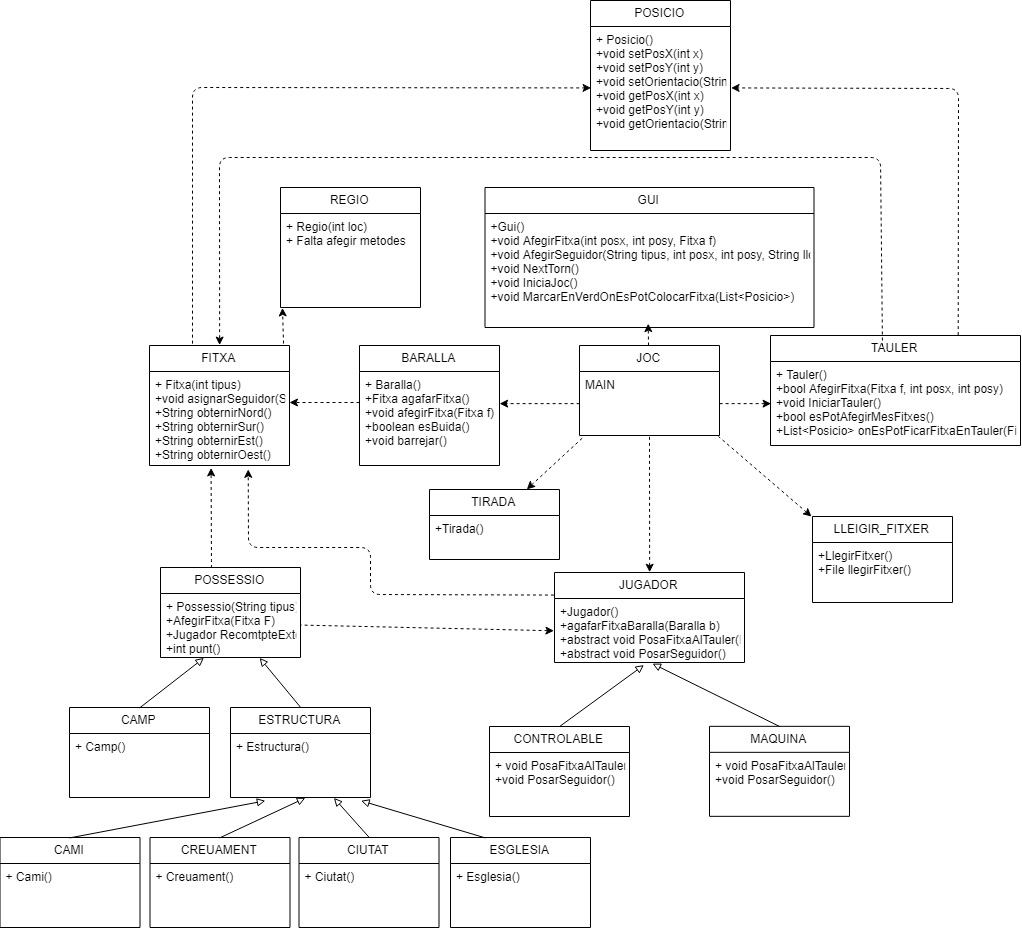 POSICIO
+ Posicio()
+void setPosX(int x)
+void setPosY(int y)
+void setOrientacio(Strin
+void getPosX(int x)
+void getPosY(int y)
+void getOrientacio(Strin
REGIO
+ Regio(int loc)
+ Falta afegir metodes
GUI
+Gui()
+void AfegirFitxa(int posx, int posy, Fitxa f)
+void AfegirSeguidor(String tipus, int posx, int posy, String ll
+void NextTorn()
+void IniciaJoc()
+void MarcarEnVerdOnEsPotColocarFitxa(List<Posicio>)
FITXA
+ Fitxa(int tipus)
+void asignarSeguidor(S
+String obternirNord()
+String obternirSur()
+String obternirEst()
+String obternirOest()
BARALLA
+ Baralla()
+Fitxa agafarFitxa()
+void afegirFitxa(Fitxa f)
+boolean esBuida()
+void barrejar()
JOC
MAIN
TAULER
+ Tauler()
+bool AfegirFitxa(Fitxa f, int posx, int posy)
+void IniciarTauler()
+bool esPotAfegirMesFitxes()
+List<Posicio> onEsPotFicarFitxaEnTauler(Fi
TIRADA
+Tirada()
LLEIGIR_FITXER
+LlegirFitxer()
+File llegirFitxer()
POSSESSIO
+ Possessio(String tipus
+AfegirFitxa(Fitxa F)
+Jugador RecomtpteExt
+int punt()
JUGADOR
+Jugador()
+agafarFitxaBaralla(Baralla b)
+abstract void PosaFitxaAlTauler(
+abstract void PosarSeguidor()
CAMP
+ Camp()
ESTRUCTURA
+ Estructura()
CONTROLABLE
+ void PosaFitxaAlTauler
+void PosarSeguidor()
MAQUINA
+ void PosaFitxaAlTauler
+void PosarSeguidor()
CAMI
+ Cami()
CREUAMENT
+ Creuament()
CIUTAT
+ Ciutat()
ESGLESIA
+ Esglesia()